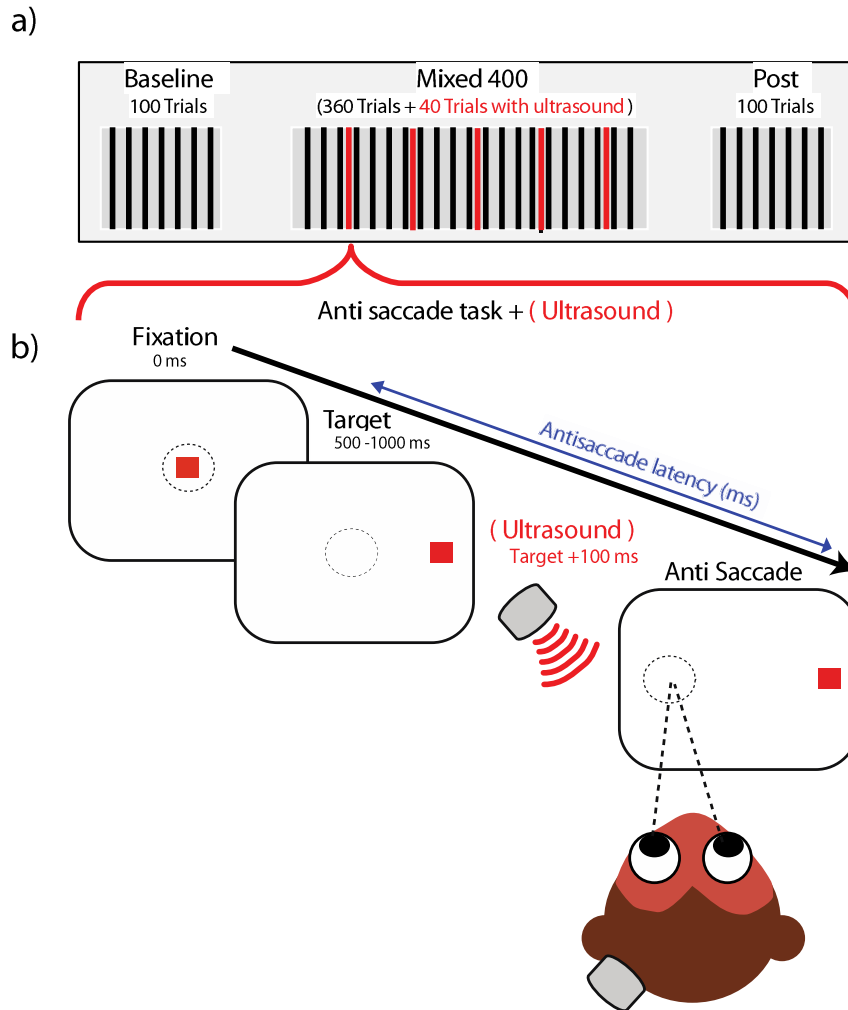 a)
Baseline
100 Trials
Mixed 400
(360 Trials + 40 Trials with ultrasound )
Post
100 Trials
Anti saccade task + ( Ultrasound )
b)
Fixation
0 ms
Target
500 -1000 ms
Antisaccade latency (ms)
( Ultrasound )
Target +100 ms
Anti Saccade